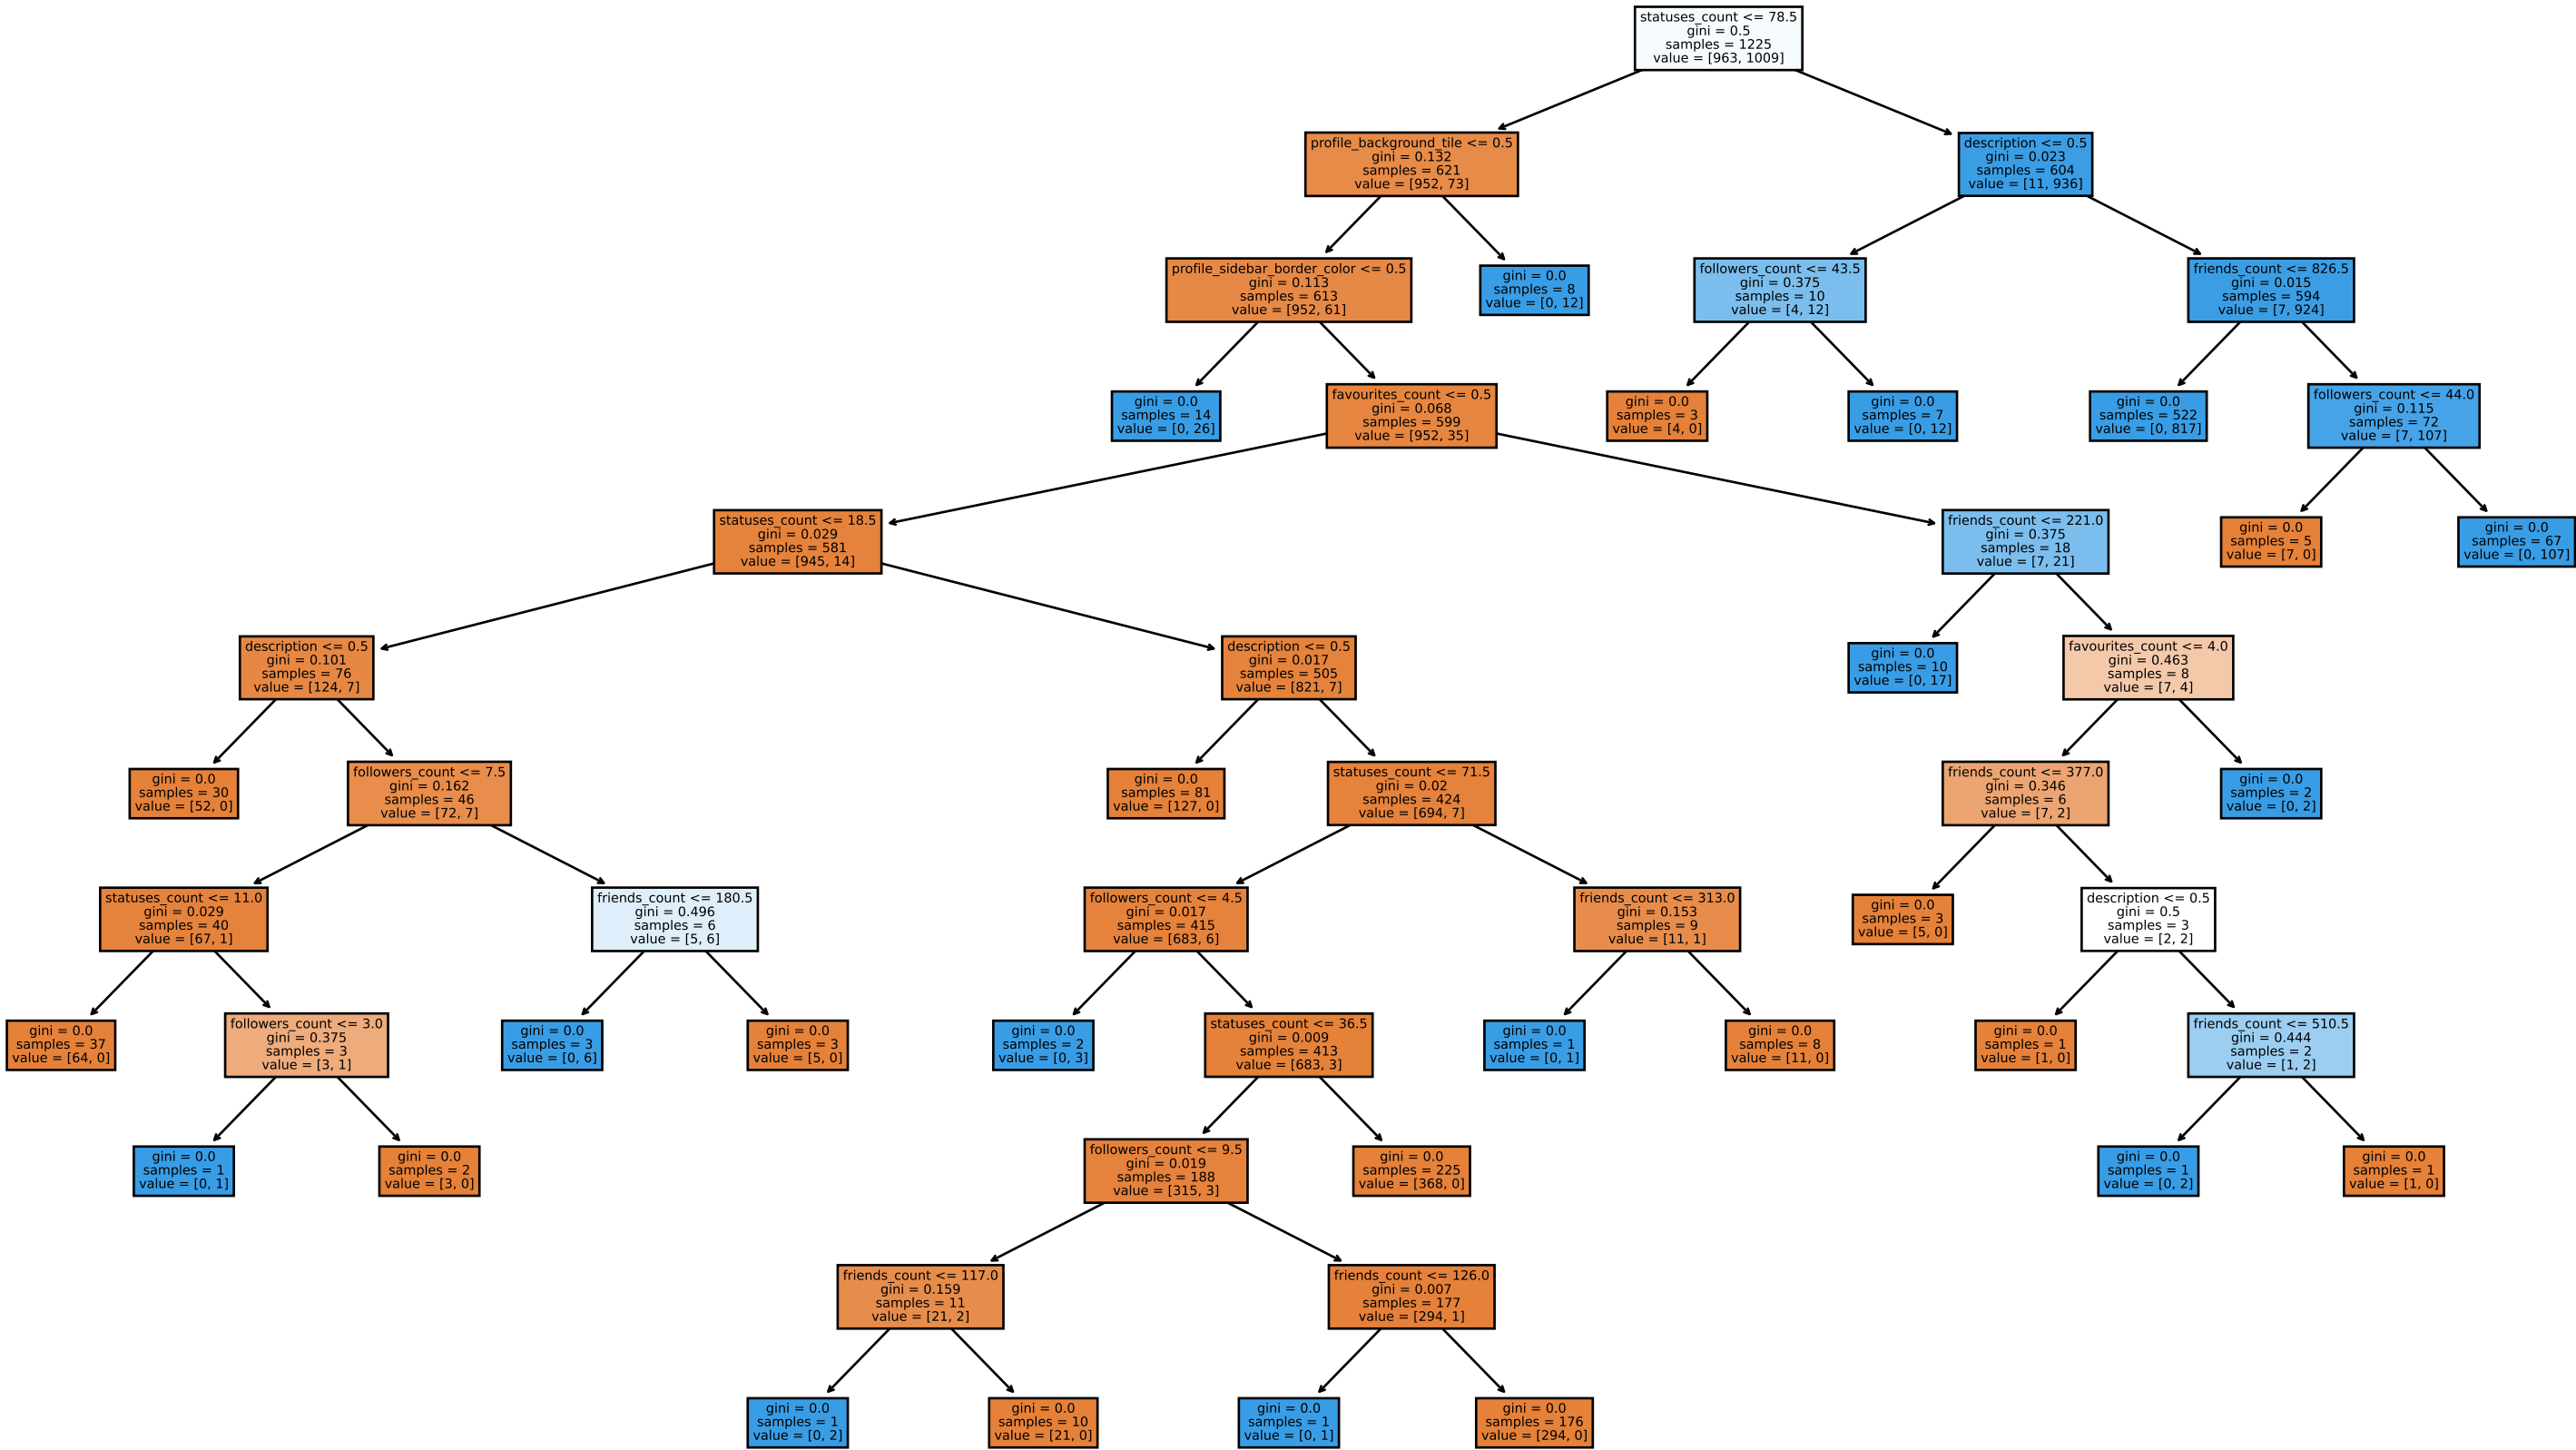 statuses_count <= 78.5
gini = 0.5
samples = 1225
value = [963, 1009]
profile_background_tile <= 0.5
gini = 0.132
samples = 621
value = [952, 73]
description <= 0.5
gini = 0.023
samples = 604
value = [11, 936]
profile_sidebar_border_color <= 0.5
gini = 0.113
samples = 613
value = [952, 61]
gini = 0.0
samples = 8
value = [0, 12]
followers_count <= 43.5
gini = 0.375
samples = 10
value = [4, 12]
friends_count <= 826.5
gini = 0.015
samples = 594
value = [7, 924]
gini = 0.0
samples = 14
value = [0, 26]
favourites_count <= 0.5
gini = 0.068
samples = 599
value = [952, 35]
gini = 0.0
samples = 3
value = [4, 0]
gini = 0.0
samples = 7
value = [0, 12]
gini = 0.0
samples = 522
value = [0, 817]
followers_count <= 44.0
gini = 0.115
samples = 72
value = [7, 107]
statuses_count <= 18.5
gini = 0.029
samples = 581
value = [945, 14]
friends_count <= 221.0
gini = 0.375
samples = 18
value = [7, 21]
gini = 0.0
samples = 5
value = [7, 0]
gini = 0.0
samples = 67
value = [0, 107]
description <= 0.5
gini = 0.101
samples = 76
value = [124, 7]
description <= 0.5
gini = 0.017
samples = 505
value = [821, 7]
gini = 0.0
samples = 10
value = [0, 17]
favourites_count <= 4.0
gini = 0.463
samples = 8
value = [7, 4]
gini = 0.0
samples = 30
value = [52, 0]
followers_count <= 7.5
gini = 0.162
samples = 46
value = [72, 7]
gini = 0.0
samples = 81
value = [127, 0]
statuses_count <= 71.5
gini = 0.02
samples = 424
value = [694, 7]
friends_count <= 377.0
gini = 0.346
samples = 6
value = [7, 2]
gini = 0.0
samples = 2
value = [0, 2]
statuses_count <= 11.0
gini = 0.029
samples = 40
value = [67, 1]
friends_count <= 180.5
gini = 0.496
samples = 6
value = [5, 6]
followers_count <= 4.5
gini = 0.017
samples = 415
value = [683, 6]
friends_count <= 313.0
gini = 0.153
samples = 9
value = [11, 1]
gini = 0.0
samples = 3
value = [5, 0]
description <= 0.5
gini = 0.5
samples = 3
value = [2, 2]
gini = 0.0
samples = 37
value = [64, 0]
followers_count <= 3.0
gini = 0.375
samples = 3
value = [3, 1]
gini = 0.0
samples = 3
value = [0, 6]
gini = 0.0
samples = 3
value = [5, 0]
gini = 0.0
samples = 2
value = [0, 3]
statuses_count <= 36.5
gini = 0.009
samples = 413
value = [683, 3]
gini = 0.0
samples = 1
value = [0, 1]
gini = 0.0
samples = 8
value = [11, 0]
gini = 0.0
samples = 1
value = [1, 0]
friends_count <= 510.5
gini = 0.444
samples = 2
value = [1, 2]
gini = 0.0
samples = 1
value = [0, 1]
gini = 0.0
samples = 2
value = [3, 0]
followers_count <= 9.5
gini = 0.019
samples = 188
value = [315, 3]
gini = 0.0
samples = 225
value = [368, 0]
gini = 0.0
samples = 1
value = [0, 2]
gini = 0.0
samples = 1
value = [1, 0]
friends_count <= 117.0
gini = 0.159
samples = 11
value = [21, 2]
friends_count <= 126.0
gini = 0.007
samples = 177
value = [294, 1]
gini = 0.0
samples = 1
value = [0, 2]
gini = 0.0
samples = 10
value = [21, 0]
gini = 0.0
samples = 1
value = [0, 1]
gini = 0.0
samples = 176
value = [294, 0]